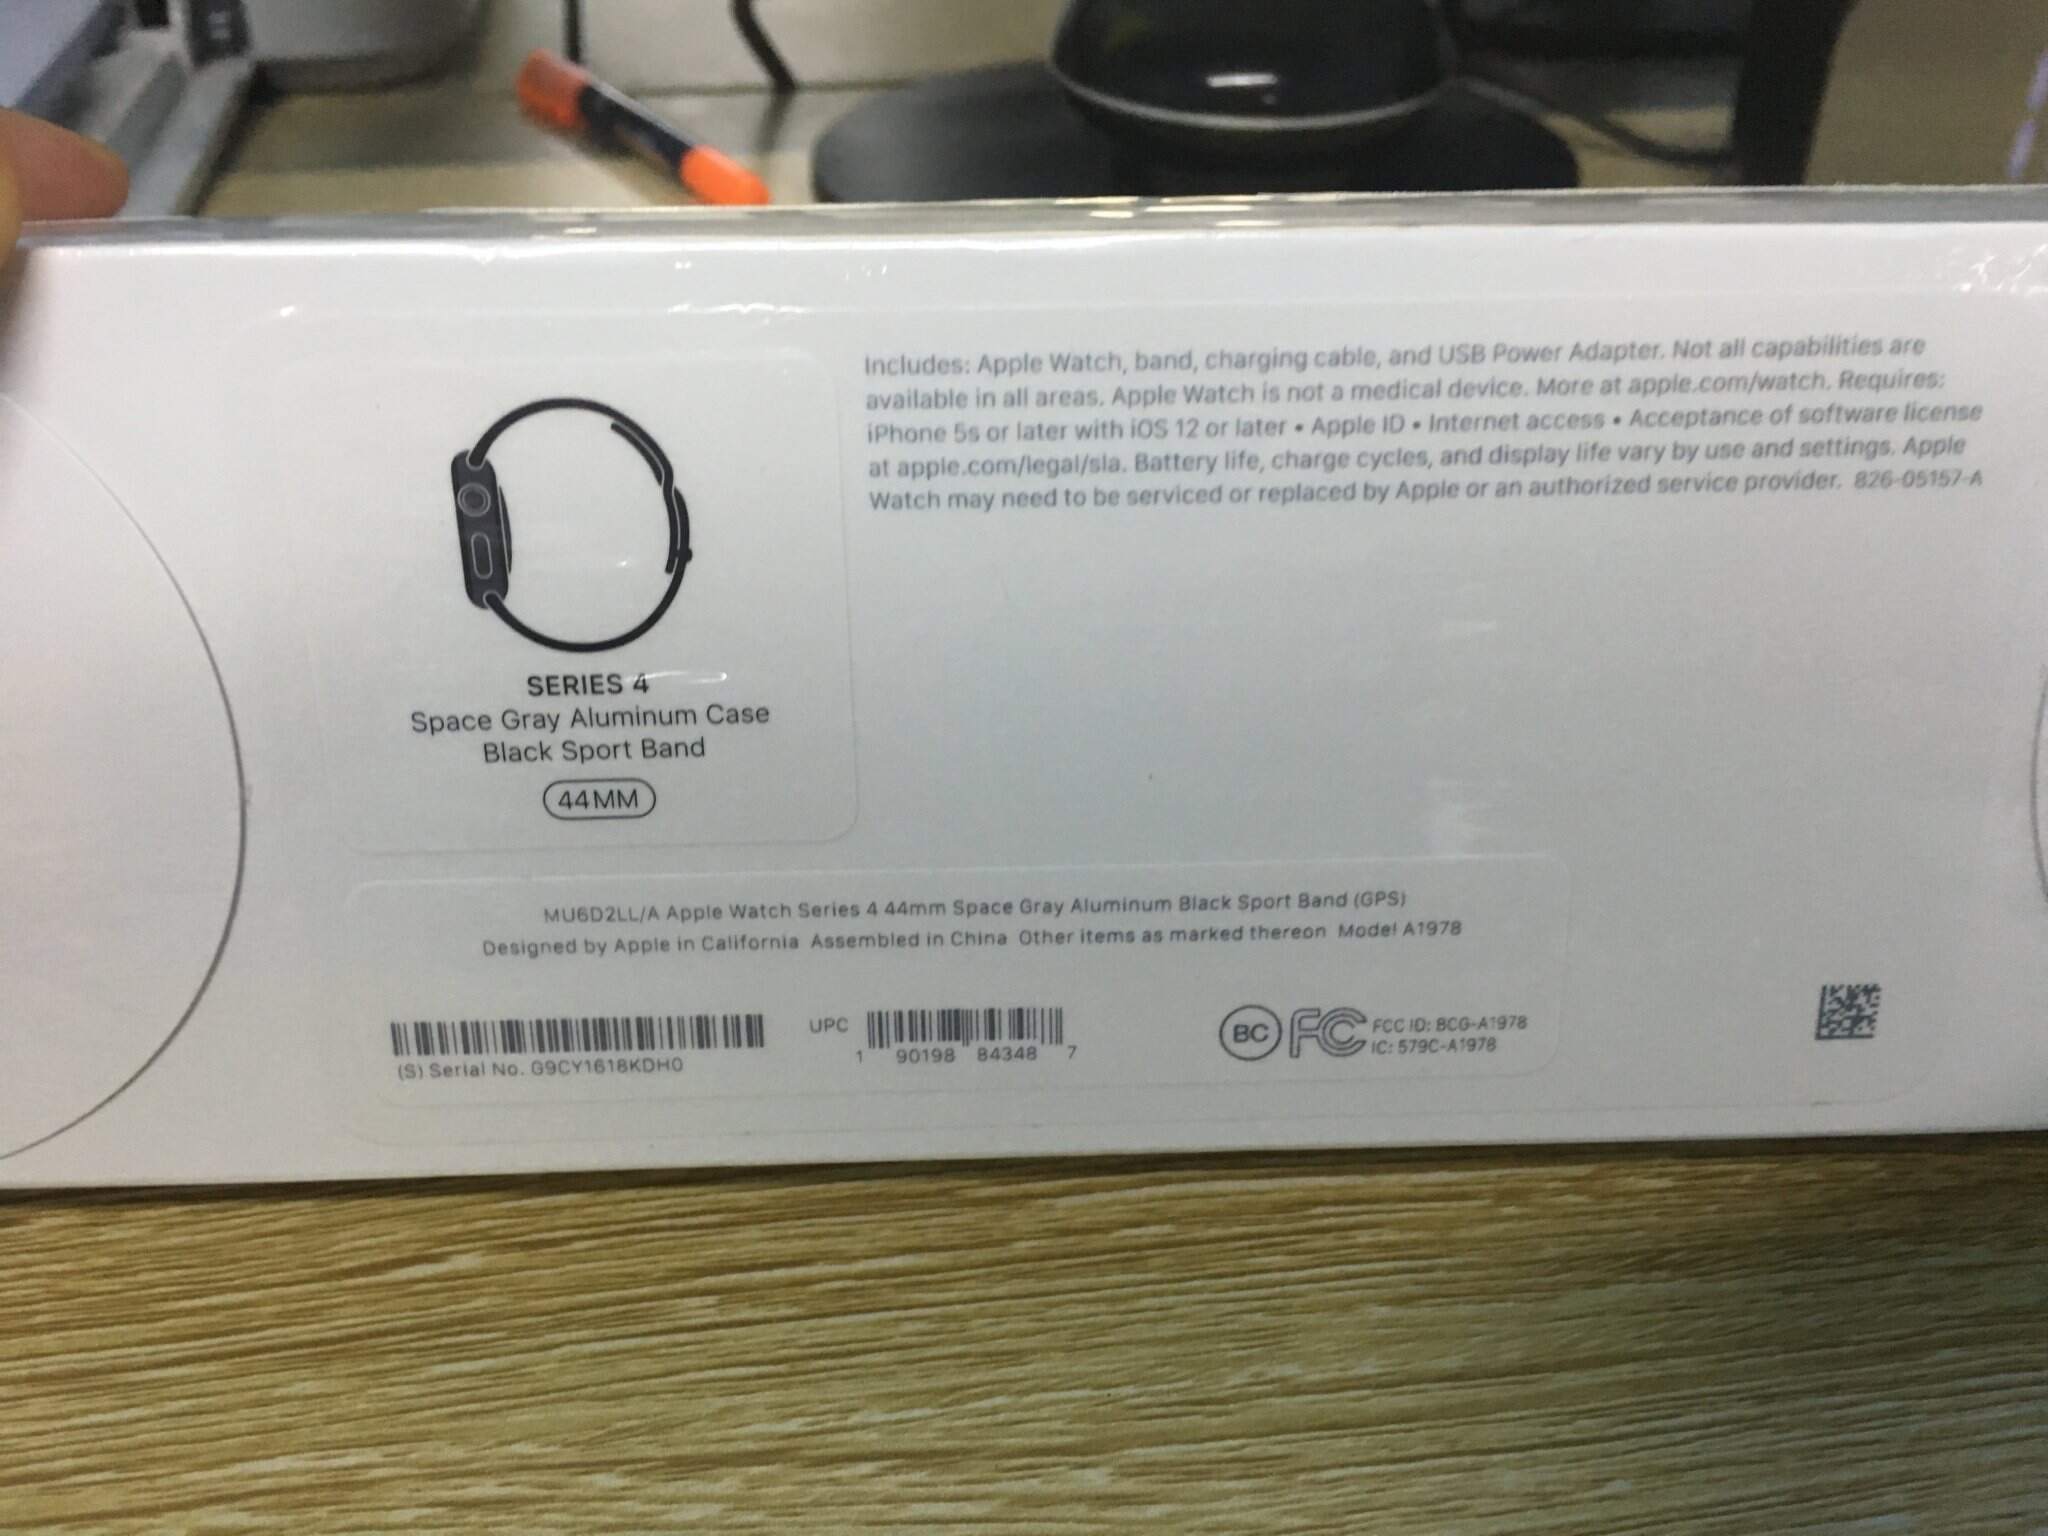 Includes: Apple Watch, band, charging cable, and USB Power Adapter. Not all capabilities are
available in all areas. Apple Watch is not a medical device. More at apple.com/watch. Requires:
iPhone 5s or later with iOS 12 or later • Apple ID • Internet access • Acceptance of software license
at apple.com/legal/sla. Battery life, charge cycles, and display life vary by use and settings. Apple
Watch may need to be serviced or replaced by Apple or an authorized service provider. 826-05157-A
SERIES 4
Space Gray Aluminum Case
Black Sport Band
44MM
MU6D2LL/A Apple Watch Series 4 44mm Space Gray Aluminum Black Sport Band (GPS)
Designed by Apple in California Assembled in China Other items as marked thereon Model A1978
(S) Serial No. G9CY1618KDH0
UPC
1 90198 84348 7
BC FC
FCC ID: BCG-A1978
IC: 579C-A1978